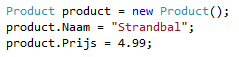 Product product = new Product();
product.Naam = "Strandbal";
product.Prijs = 4.99;